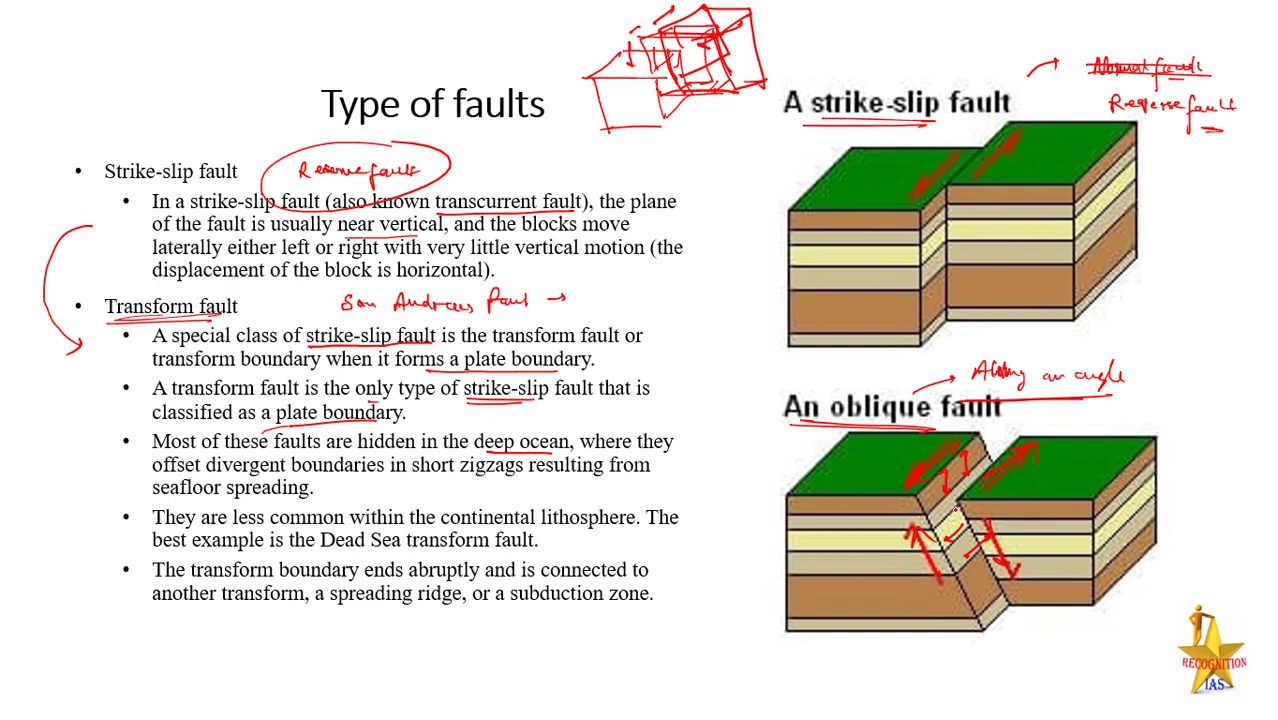 Type of faults
• Strike-slip fault
Reserve fault
• In a strike-slip fault (also known transcurrent fault), the plane
of the fault is usually near vertical, and the blocks move
laterally either left or right with very little vertical motion (the
displacement of the block is horizontal).
• Transform fault
San Andreas Fault →
• A special class of strike-slip fault is the transform fault or
transform boundary when it forms a plate boundary.
• A transform fault is the only type of strike-slip fault that is
classified as a plate boundary.
• Most of these faults are hidden in the deep ocean, where they
offset divergent boundaries in short zigzags resulting from
seafloor spreading.
• They are less common within the continental lithosphere. The
best example is the Dead Sea transform fault.
• The transform boundary ends abruptly and is connected to
another transform, a spreading ridge, or a subduction zone.
Normal fault
Reverse fault
A strike-slip fault
Along an angle
An oblique fault
RECOGNITION
IAS